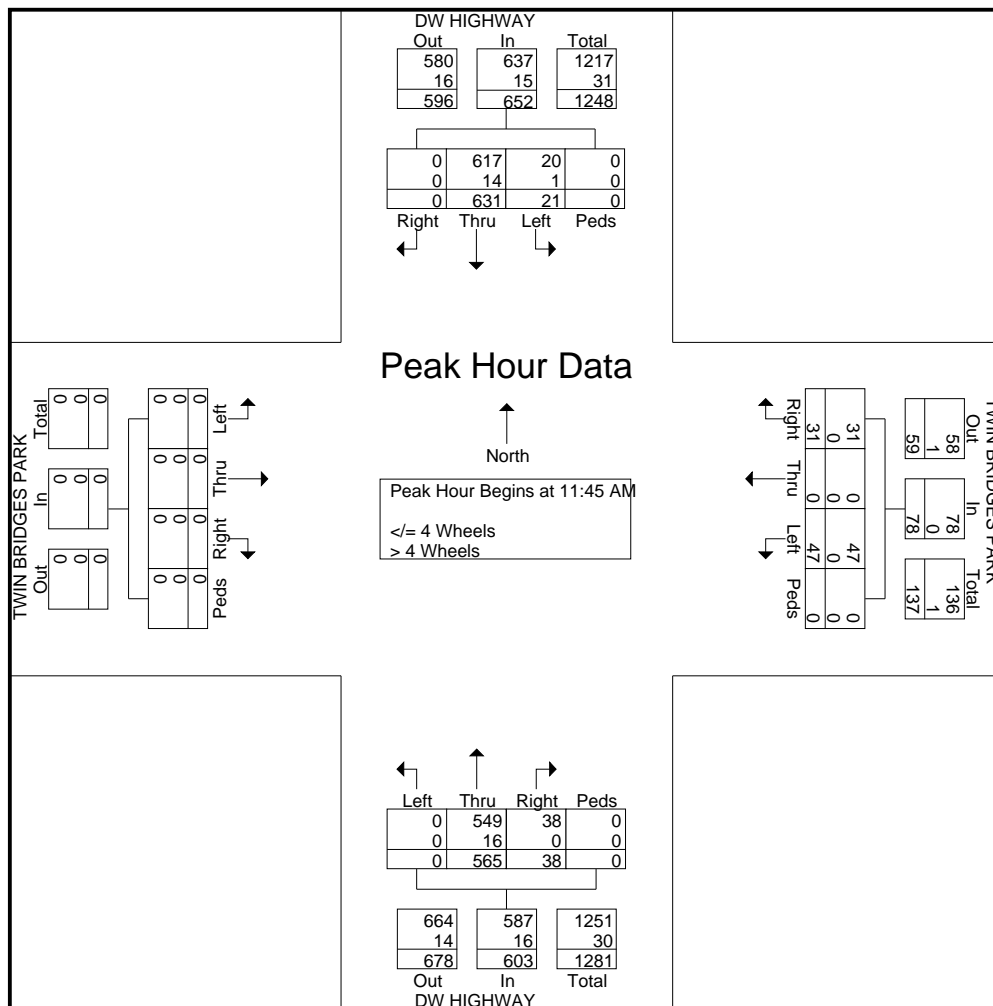 DW HIGHWAY
Out In Total
580 637 1217
16 15 31
596 652 1248
0 617 20 0
0 14 1 0
0 631 21 0
Right Thru Left Peds
Peak Hour Data
North
Peak Hour Begins at 11:45 AM
</= 4 Wheels
> 4 Wheels
TWIN BRIDGES PARK
Total In Out
0 0 0
0 0 0
0 0 0
Left Thru Right Peds
0 0 0 0
0 0 0 0
0 0 0 0
TWIN BRIDGES PARK
Out In Total
58 78 136
1 0 1
59 78 137
31 0 47 0
0 0 0 0
31 0 47 0
Right Thru Left Peds
Left Thru Right Peds
0 549 38 0
0 16 0 0
0 565 38 0
664 587 1251
14 16 30
678 603 1281
Out In Total
DW HIGHWAY